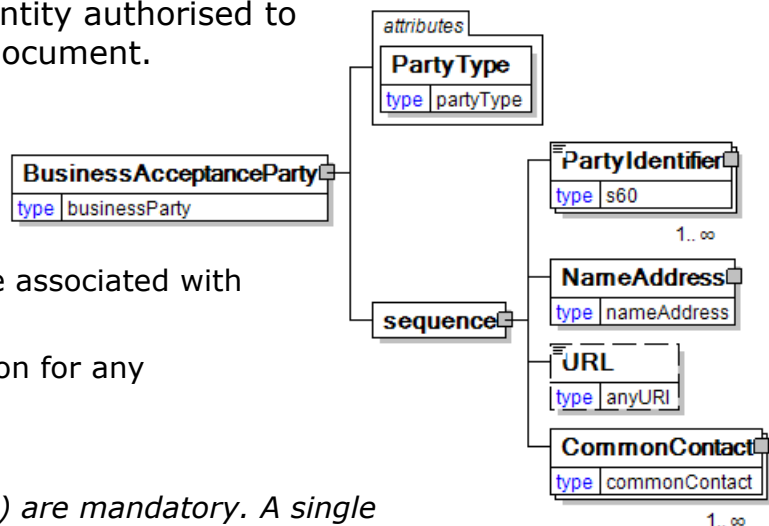 ntity authorised to
ocument.
attributes
PartyType
type partyType
BusinessAcceptanceParty
type businessParty
PartyIdentifier
type s60
1.. ∞
e associated with
NameAddress
type nameAddress
sequence
on for any
URL
type anyURI
CommonContact
type commonContact
) are mandatory. A single
1.. ∞